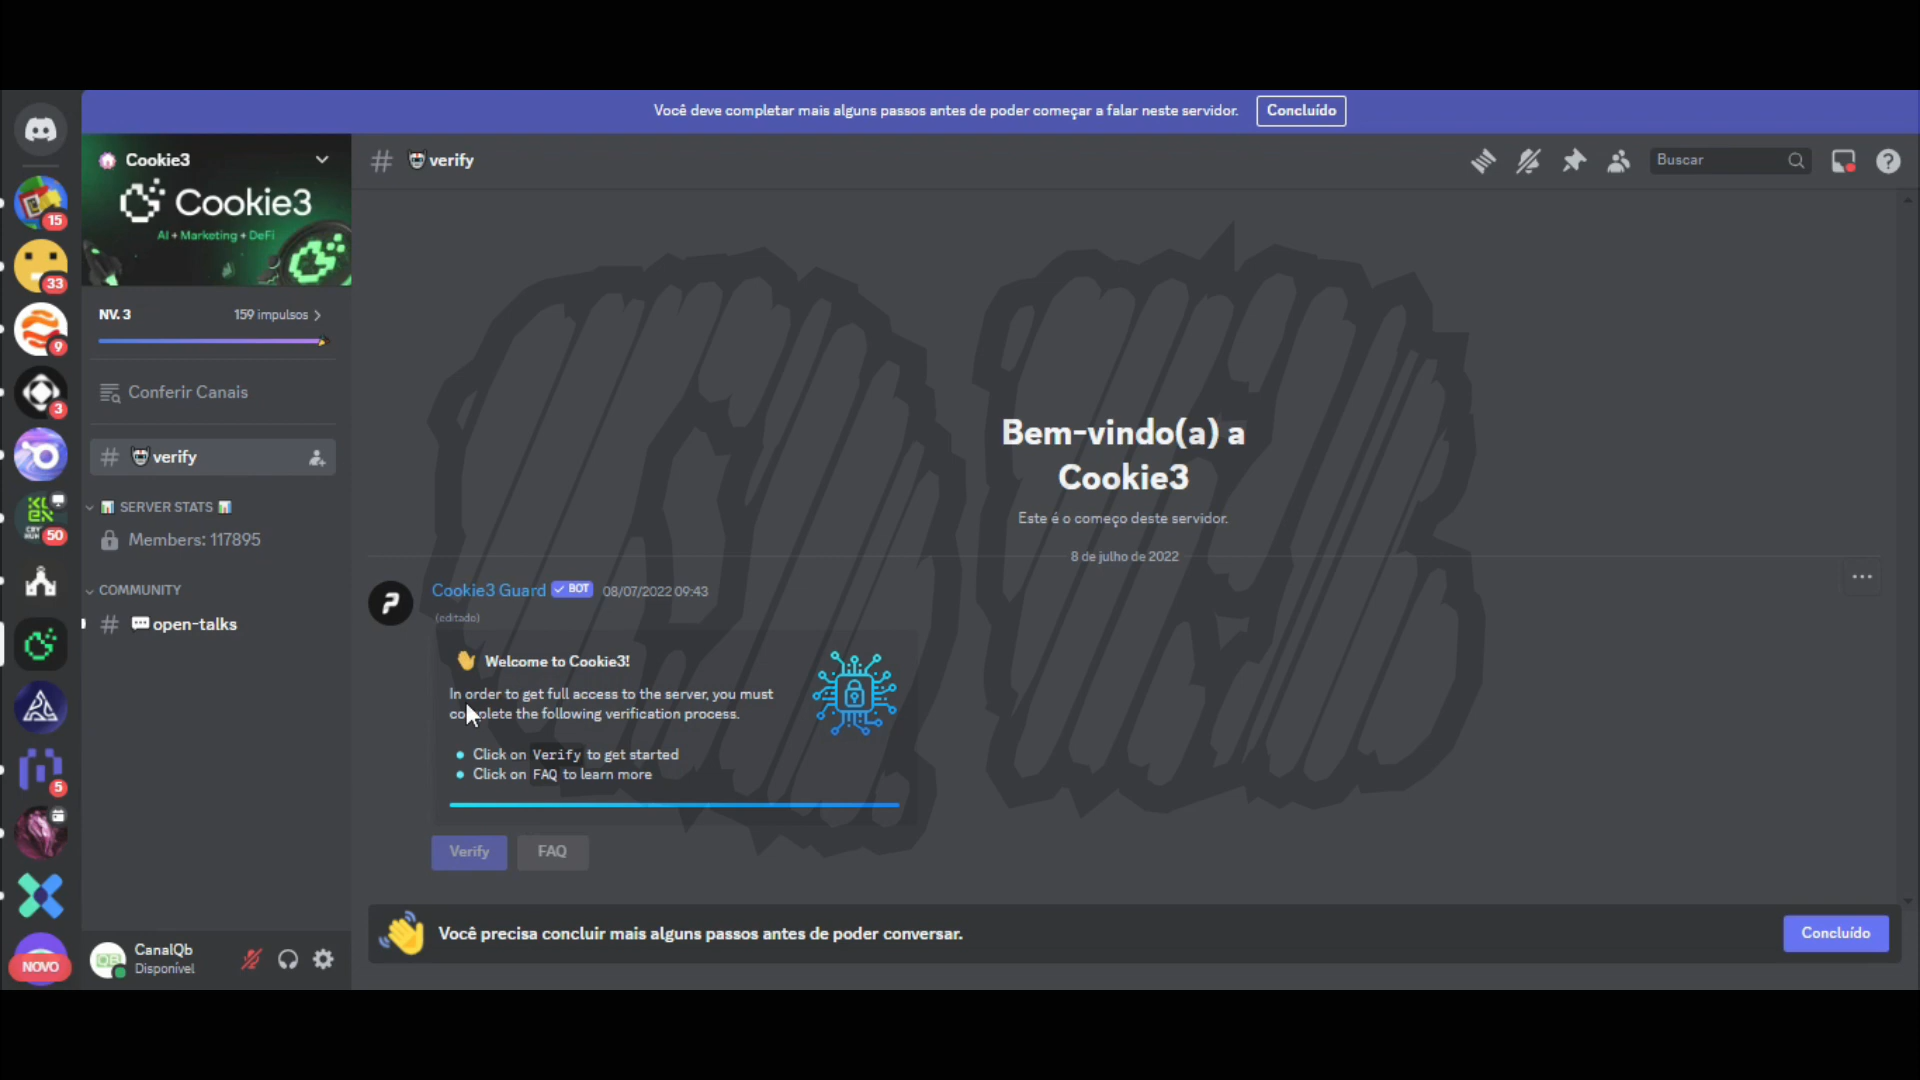 Você deve completar mais alguns passos antes de poder começar a falar neste servidor.
Concluído
Cookie3
Cookie3
AI + Marketing + DeFi
NV. 3
159 impulsos
Conferir Canais
verify
SERVER STATS
Members: 117895
COMMUNITY
open-talks
CanalQb
Disponível
15
33
9
3
50
5
NOVO
verify
Buscar
Bem-vindo(a) a
Cookie3
Este é o começo deste servidor.
8 de julho de 2022
Cookie3 Guard BOT 08/07/2022 09:43
(editado)
Welcome to Cookie3!
In order to get full access to the server, you must
complete the following verification process.
Click on Verify to get started
Click on FAQ to learn more
Verify
FAQ
Você precisa concluir mais alguns passos antes de poder conversar.
Concluído